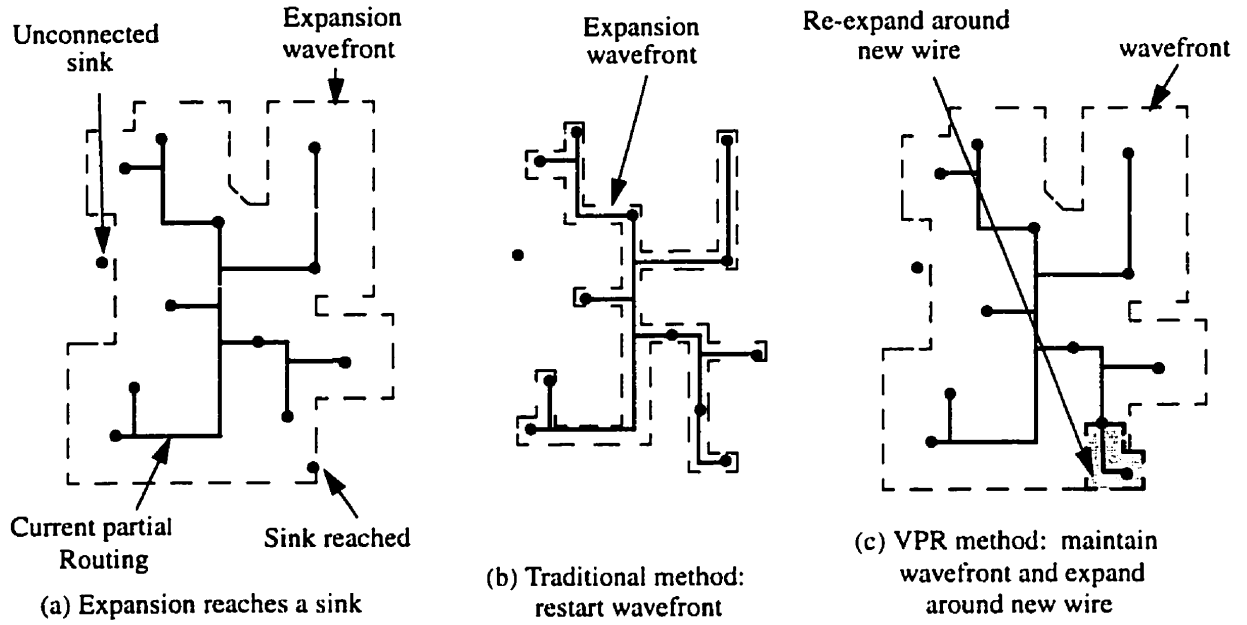 Unconnected
sink
Expansion
wavefront
Current partial
Routing
Sink reached
(a) Expansion reaches a sink
Expansion
wavefront
(b) Traditional method:
restart wavefront
Re-expand around
new wire
wavefront
(c) VPR method: maintain
wavefront and expand
around new wire